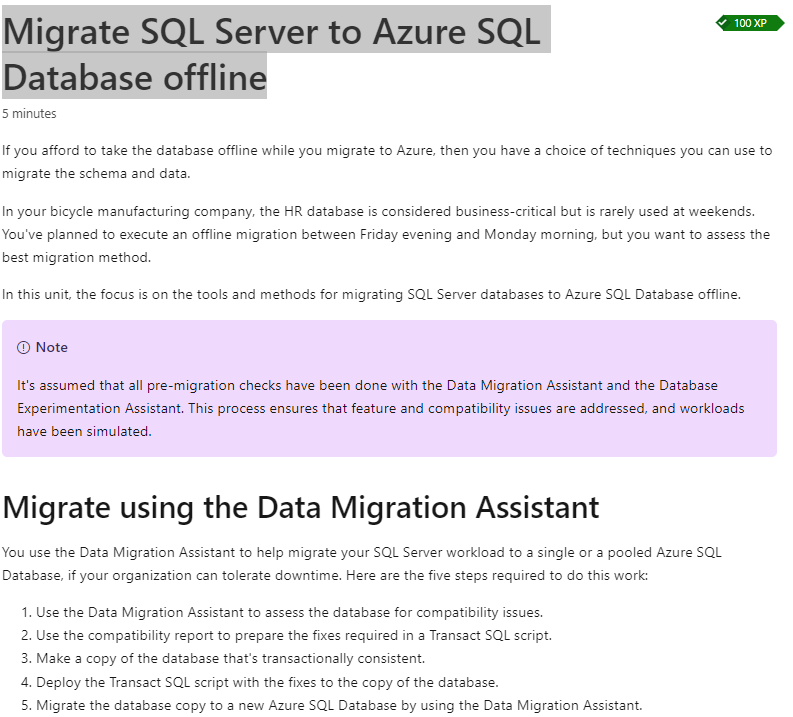 Migrate SQL Server to Azure SQL
Database offline
100 XP
5 minutes
If you afford to take the database offline while you migrate to Azure, then you have a choice of techniques you can use to
migrate the schema and data.
In your bicycle manufacturing company, the HR database is considered business-critical but is rarely used at weekends.
You've planned to execute an offline migration between Friday evening and Monday morning, but you want to assess the
best migration method.
In this unit, the focus is on the tools and methods for migrating SQL Server databases to Azure SQL Database offline.
Note
It's assumed that all pre-migration checks have been done with the Data Migration Assistant and the Database
Experimentation Assistant. This process ensures that feature and compatibility issues are addressed, and workloads
have been simulated.
Migrate using the Data Migration Assistant
You use the Data Migration Assistant to help migrate your SQL Server workload to a single or a pooled Azure SQL
Database, if your organization can tolerate downtime. Here are the five steps required to do this work:
1. Use the Data Migration Assistant to assess the database for compatibility issues.
2. Use the compatibility report to prepare the fixes required in a Transact SQL script.
3. Make a copy of the database that's transactionally consistent.
4. Deploy the Transact SQL script with the fixes to the copy of the database.
5. Migrate the database copy to a new Azure SQL Database by using the Data Migration Assistant.